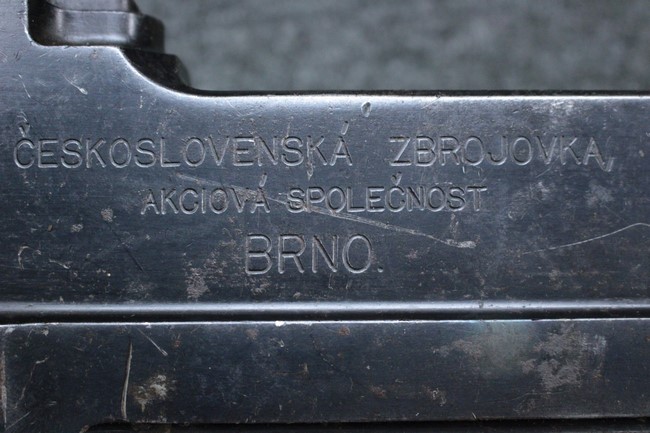 ČESKOSLOVENSKÁ ZBROJOVKA,
AKCIOVÁ SPOLEČNOST
BRNO.